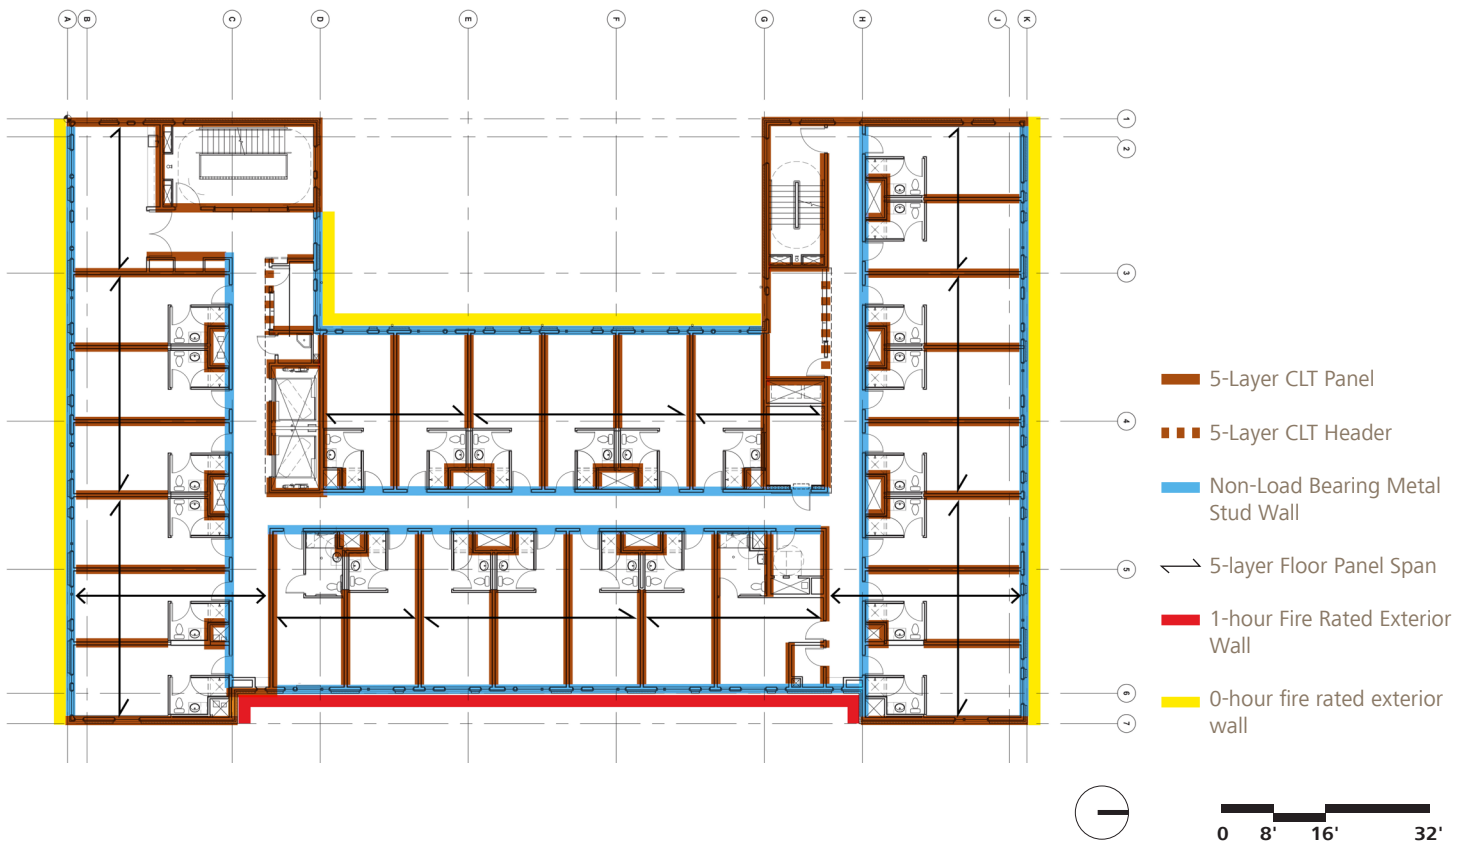 A B C D E F G H J K
1
2
3
4
5
6
7
5-Layer CLT Panel
5-Layer CLT Header
Non-Load Bearing Metal
Stud Wall
5-layer Floor Panel Span
1-hour Fire Rated Exterior
Wall
0-hour fire rated exterior
wall
0 8' 16' 32'